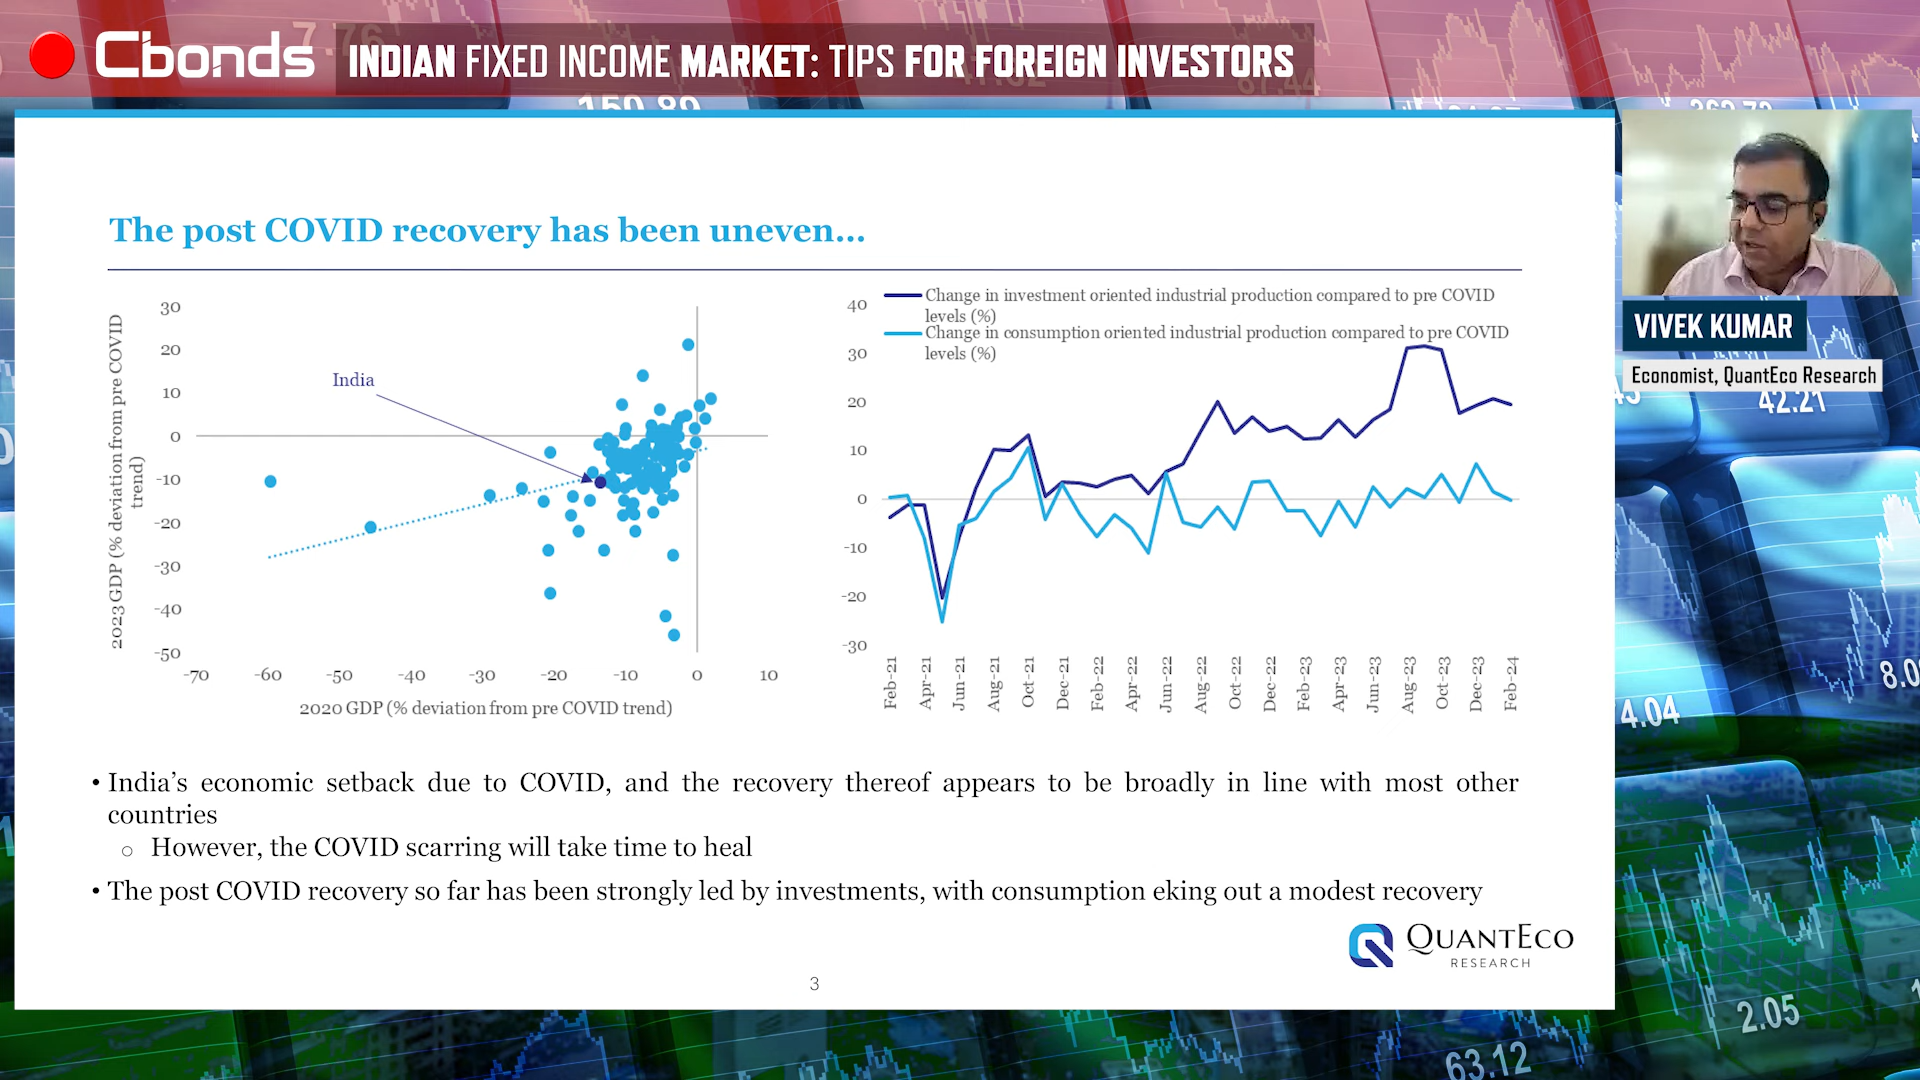 Cbonds
INDIAN FIXED INCOME MARKET: TIPS FOR FOREIGN INVESTORS
VIVEK KUMAR
Economist, QuantEco Research
The post COVID recovery has been uneven...
2023 GDP (% deviation from pre COVID
trend)
30
20
10
0
-10
-20
-30
-40
-50
India
-70 -60 -50 -40 -30 -20 -10 0 10
2020 GDP (% deviation from pre COVID trend)
Change in investment oriented industrial production compared to pre COVID
levels (%)
Change in consumption oriented industrial production compared to pre COVID
levels (%)
40
30
20
10
0
-10
-20
-30
Feb-21 Apr-21 Jun-21 Aug-21 Oct-21 Dec-21 Feb-22 Apr-22 Jun-22 Aug-22 Oct-22 Dec-22 Feb-23 Apr-23 Jun-23 Aug-23 Oct-23 Dec-23 Feb-24
• India's economic setback due to COVID, and the recovery thereof appears to be broadly in line with most other
countries
○ However, the COVID scarring will take time to heal
• The post COVID recovery so far has been strongly led by investments, with consumption eking out a modest recovery
QUANTECO
RESEARCH
3
7.76
150.89
42.21
4.04
2.05
63.12